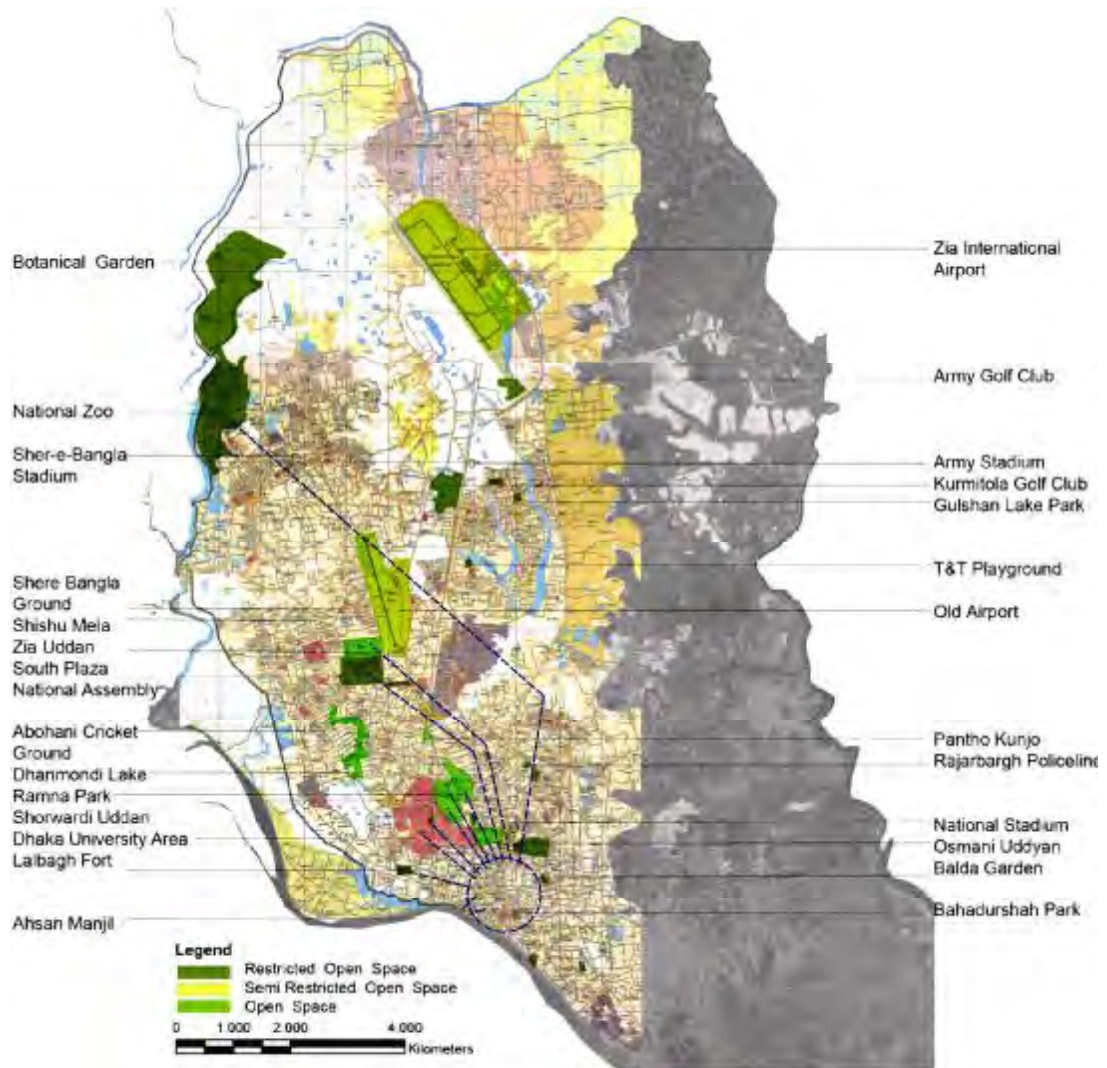 Botanical Garden
National Zoo
Sher-e-Bangla
Stadium
Shere Bangla
Ground
Shishu Mela
Zia Uddan
South Plaza
National Assembly
Abohani Cricket
Ground
Dhanmondi Lake
Ramna Park
Shorwardi Uddan
Dhaka University Area
Lalbagh Fort
Ahsan Manjil
Zia International
Airport
Army Golf Club
Army Stadium
Kurmitola Golf Club
Gulshan Lake Park
T&T Playground
Old Airport
Pantho Kunjo
Rajarbargh Policeline
National Stadium
Osmani Uddyan
Balda Garden
Bahadurshah Park
Legend
Restricted Open Space
Semi Restricted Open Space
Open Space
0 1.000 2.000 4.000
Kilometers